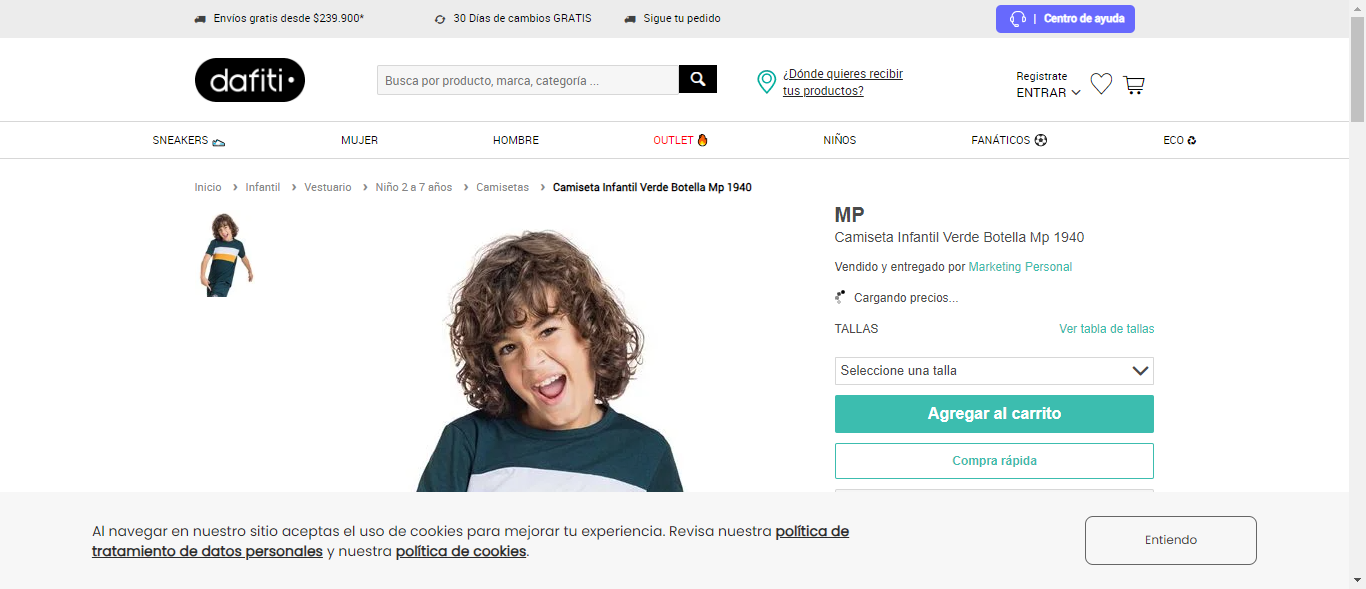 Envíos gratis desde $239.900*
30 Días de cambios GRATIS
Sigue tu pedido
| Centro de ayuda
dafiti
Busca por producto, marca, categoría ...
¿Dónde quieres recibir
tus productos?
Registrate
ENTRAR
SNEAKERS
MUJER
HOMBRE
OUTLET
NIÑOS
FANÁTICOS
ECO
Inicio › Infantil › Vestuario › Niño 2 a 7 años › Camisetas › Camiseta Infantil Verde Botella Mp 1940
MP
Camiseta Infantil Verde Botella Mp 1940
Vendido y entregado por Marketing Personal
Cargando precios...
TALLAS
Ver tabla de tallas
Seleccione una talla
Agregar al carrito
Compra rápida
Al navegar en nuestro sitio aceptas el uso de cookies para mejorar tu experiencia. Revisa nuestra política de
tratamiento de datos personales y nuestra política de cookies.
Entiendo